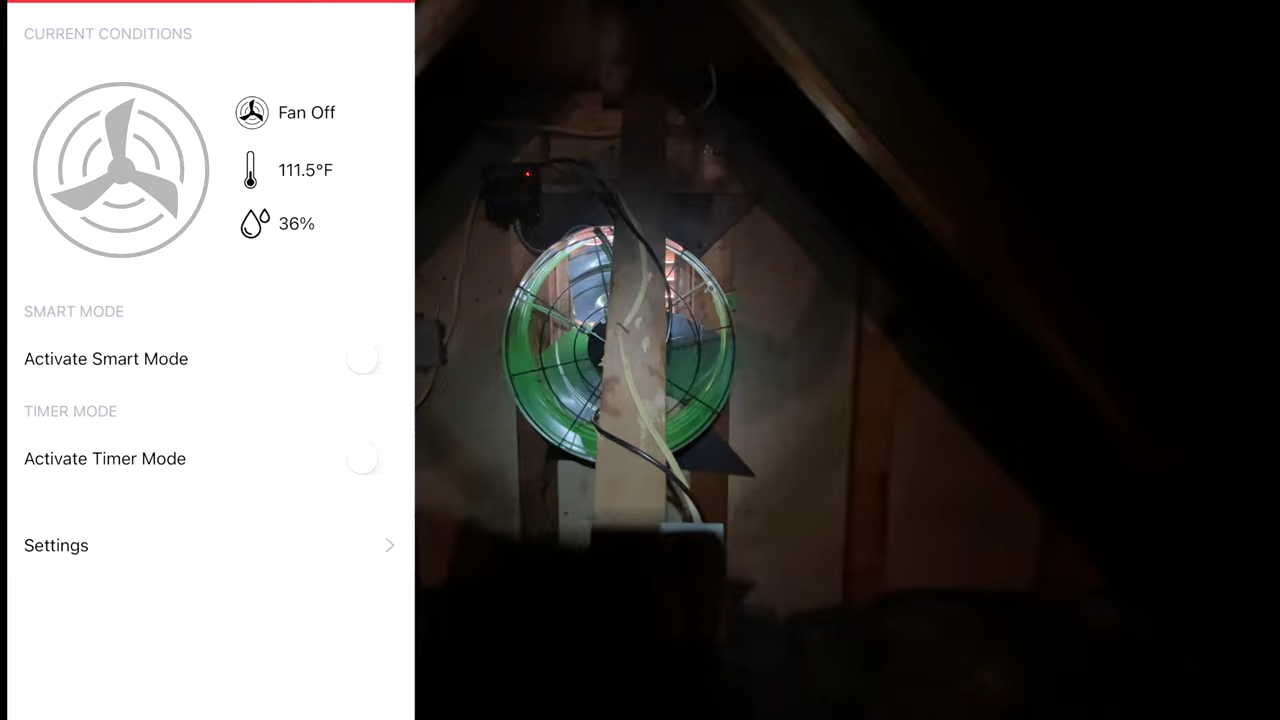 CURRENT CONDITIONS
Fan Off
111.5°F
36%
SMART MODE
Activate Smart Mode
TIMER MODE
Activate Timer Mode
Settings